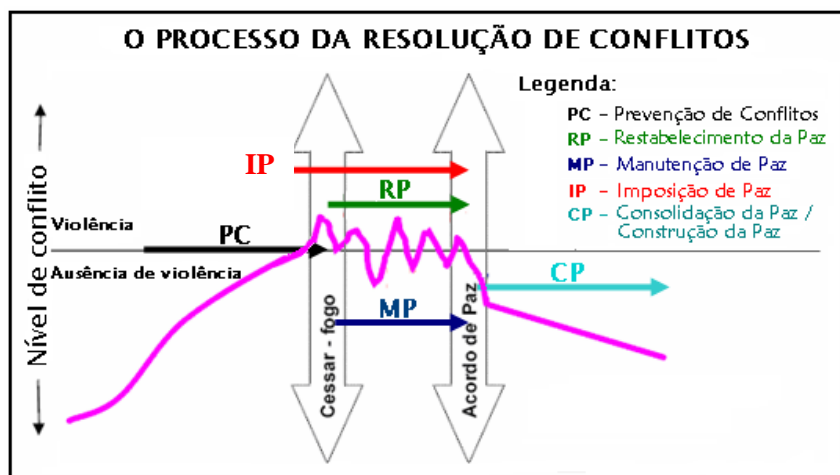 O PROCESSO DA RESOLUÇÃO DE CONFLITOS
Legenda:
PC – Prevenção de Conflitos
RP – Restabelecimento da Paz
MP – Manutenção de Paz
IP – Imposição de Paz
CP – Consolidação da Paz /
Construção da Paz
Nível de conflito
Violência
Ausência de violência
PC
IP
RP
MP
CP
Cessar - fogo
Acordo de Paz